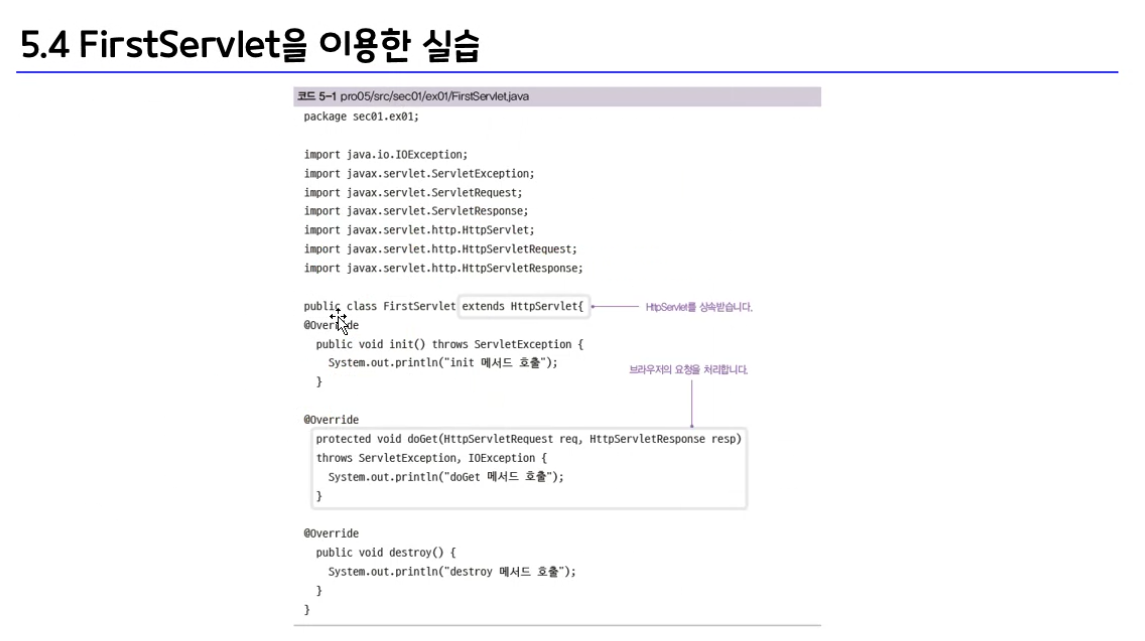 5.4 FirstServlet을 이용한 실습
코드 5-1 pro05/src/sec01/ex01/FirstServlet.java
package sec01.ex01;
import java.io.IOException;
import javax.servlet.ServletException;
import javax.servlet.ServletRequest;
import javax.servlet.ServletResponse;
import javax.servlet.http.HttpServlet;
import javax.servlet.http.HttpServletRequest;
import javax.servlet.http.HttpServletResponse;
public class FirstServlet extends HttpServlet{
HttpServlet를 상속받습니다.
@Override
public void init() throws ServletException {
System.out.println("init 메서드 호출");
}
브라우저의 요청을 처리합니다.
@Override
protected void doGet(HttpServletRequest req, HttpServletResponse resp)
throws ServletException, IOException {
System.out.println("doGet 메서드 호출");
}
@Override
public void destroy() {
System.out.println("destroy 메서드 호출");
}
}